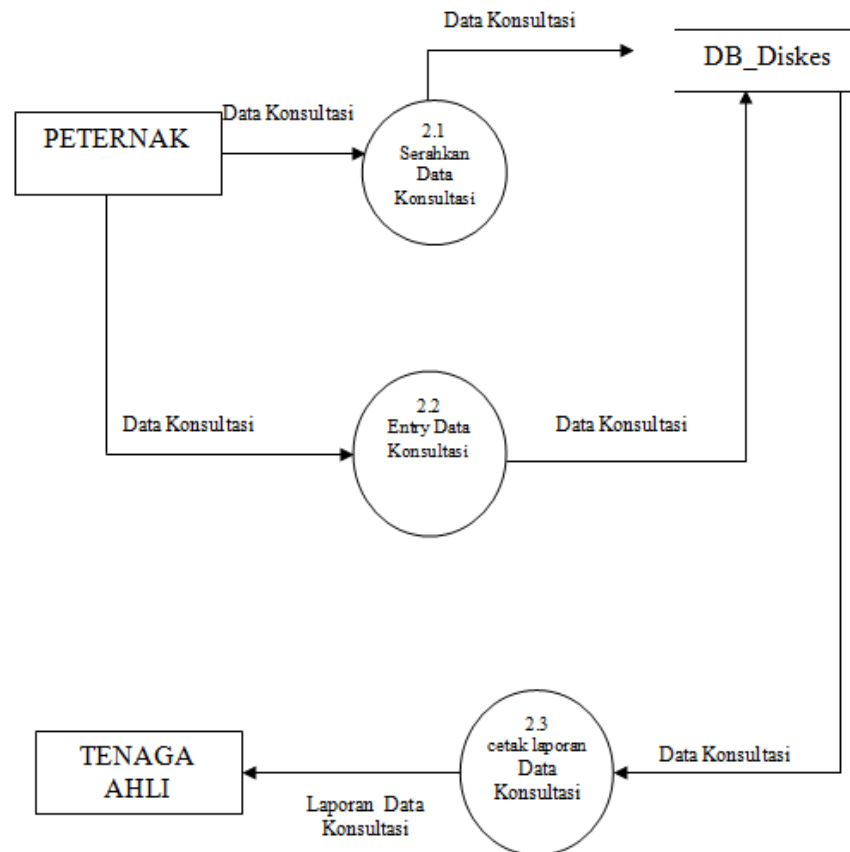 Data Konsultasi
DB_Diskes
PETERNAK
Data Konsultasi
2.1
Serahkan
Data
Konsultasi
Data Konsultasi
2.2
Entry Data
Konsultasi
Data Konsultasi
TENAGA
AHLI
Laporan Data
Konsultasi
2.3
cetak laporan
Data
Konsultasi
Data Konsultasi